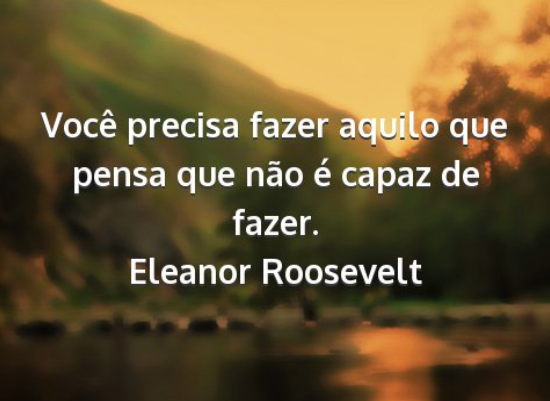 Você precisa fazer aquilo que
pensa que não é capaz de
fazer.
Eleanor Roosevelt